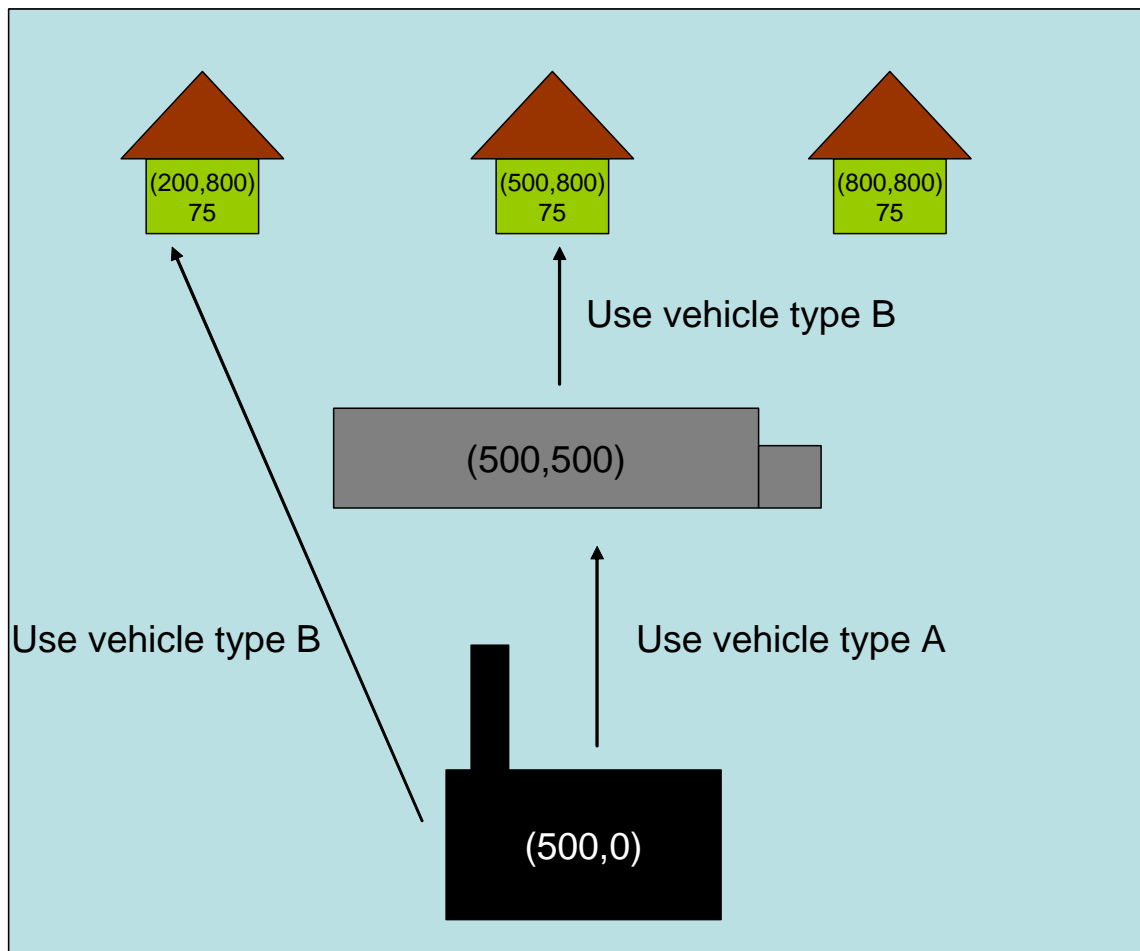 (200,800)
75
(500,800)
75
(800,800)
75
Use vehicle type B
(500,500)
Use vehicle type B
Use vehicle type A
(500,0)